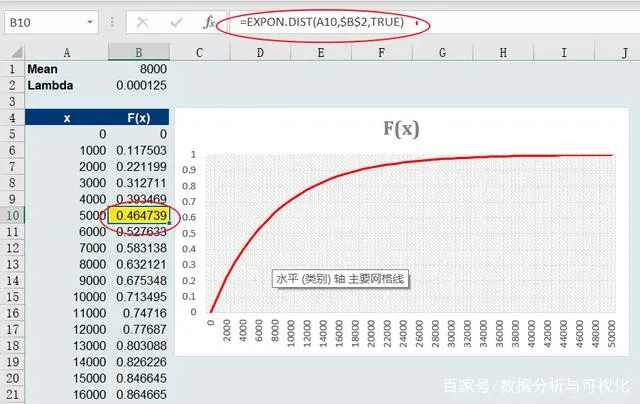 B10 =EXPON.DIST(A10,$B$2,TRUE)
A B C D E F G H I J
1 Mean 8000
2 Lambda 0.000125
3
4 x F(x)
5 0 0
6 1000 0.117503
7 2000 0.221199
8 3000 0.312711
9 4000 0.393469
10 5000 0.464739
11 6000 0.527633
12 7000 0.583138
13 8000 0.632121
14 9000 0.675348
15 10000 0.713495
16 11000 0.74716
17 12000 0.77687
18 13000 0.803088
19 14000 0.826226
20 15000 0.846645
21 16000 0.864665
F(x)
1
0.9
0.8
0.7
0.6
0.5
0.4
0.3
0.2
0.1
0
水平 (类别) 轴 主要网格线
0 2000 4000 6000 8000 10000 12000 14000 16000 18000 20000 22000 24000 26000 28000 30000 32000 34000 36000 38000 40000 42000 44000 46000 48000 50000
百家号/数据分析与可视化